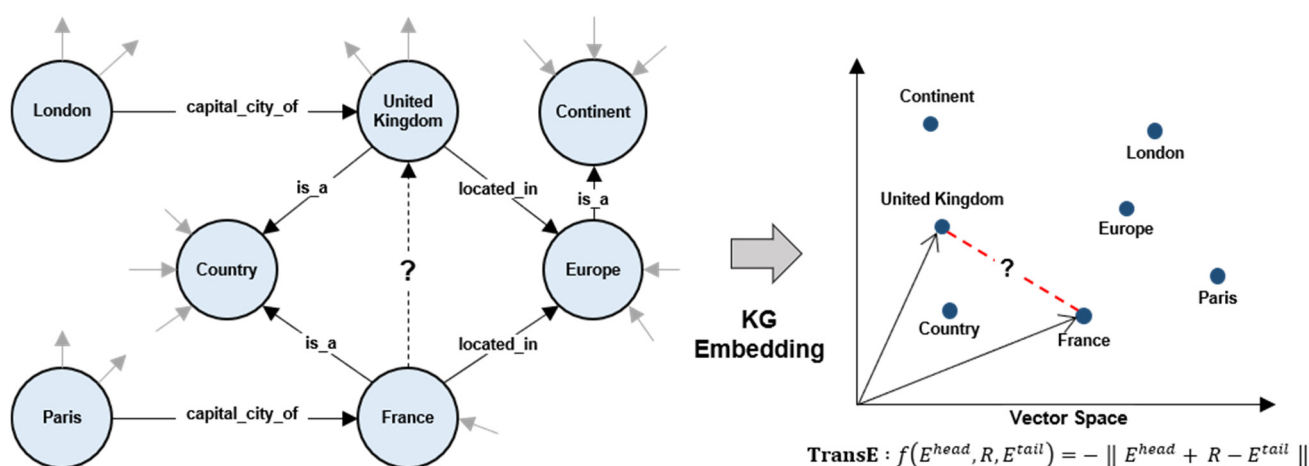 London
capital_city_of
United
Kingdom
Continent
is_a
located_in
is_a
Country
?
Europe
is_a
located_in
Paris
capital_city_of
France
KG
Embedding
Continent
London
United Kingdom
Europe
?
Paris
Country
France
Vector Space
TransE : f(E^head, R, E^tail) = − ‖ E^head + R − E^tail ‖